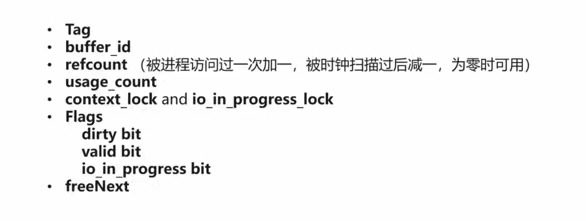 • Tag
• buffer_id
• refcount （被进程访问过一次加一，被时钟扫描过后减一，为零时可用）
• usage_count
• context_lock and io_in_progress_lock
• Flags
dirty bit
valid bit
io_in_progress bit
• freeNext